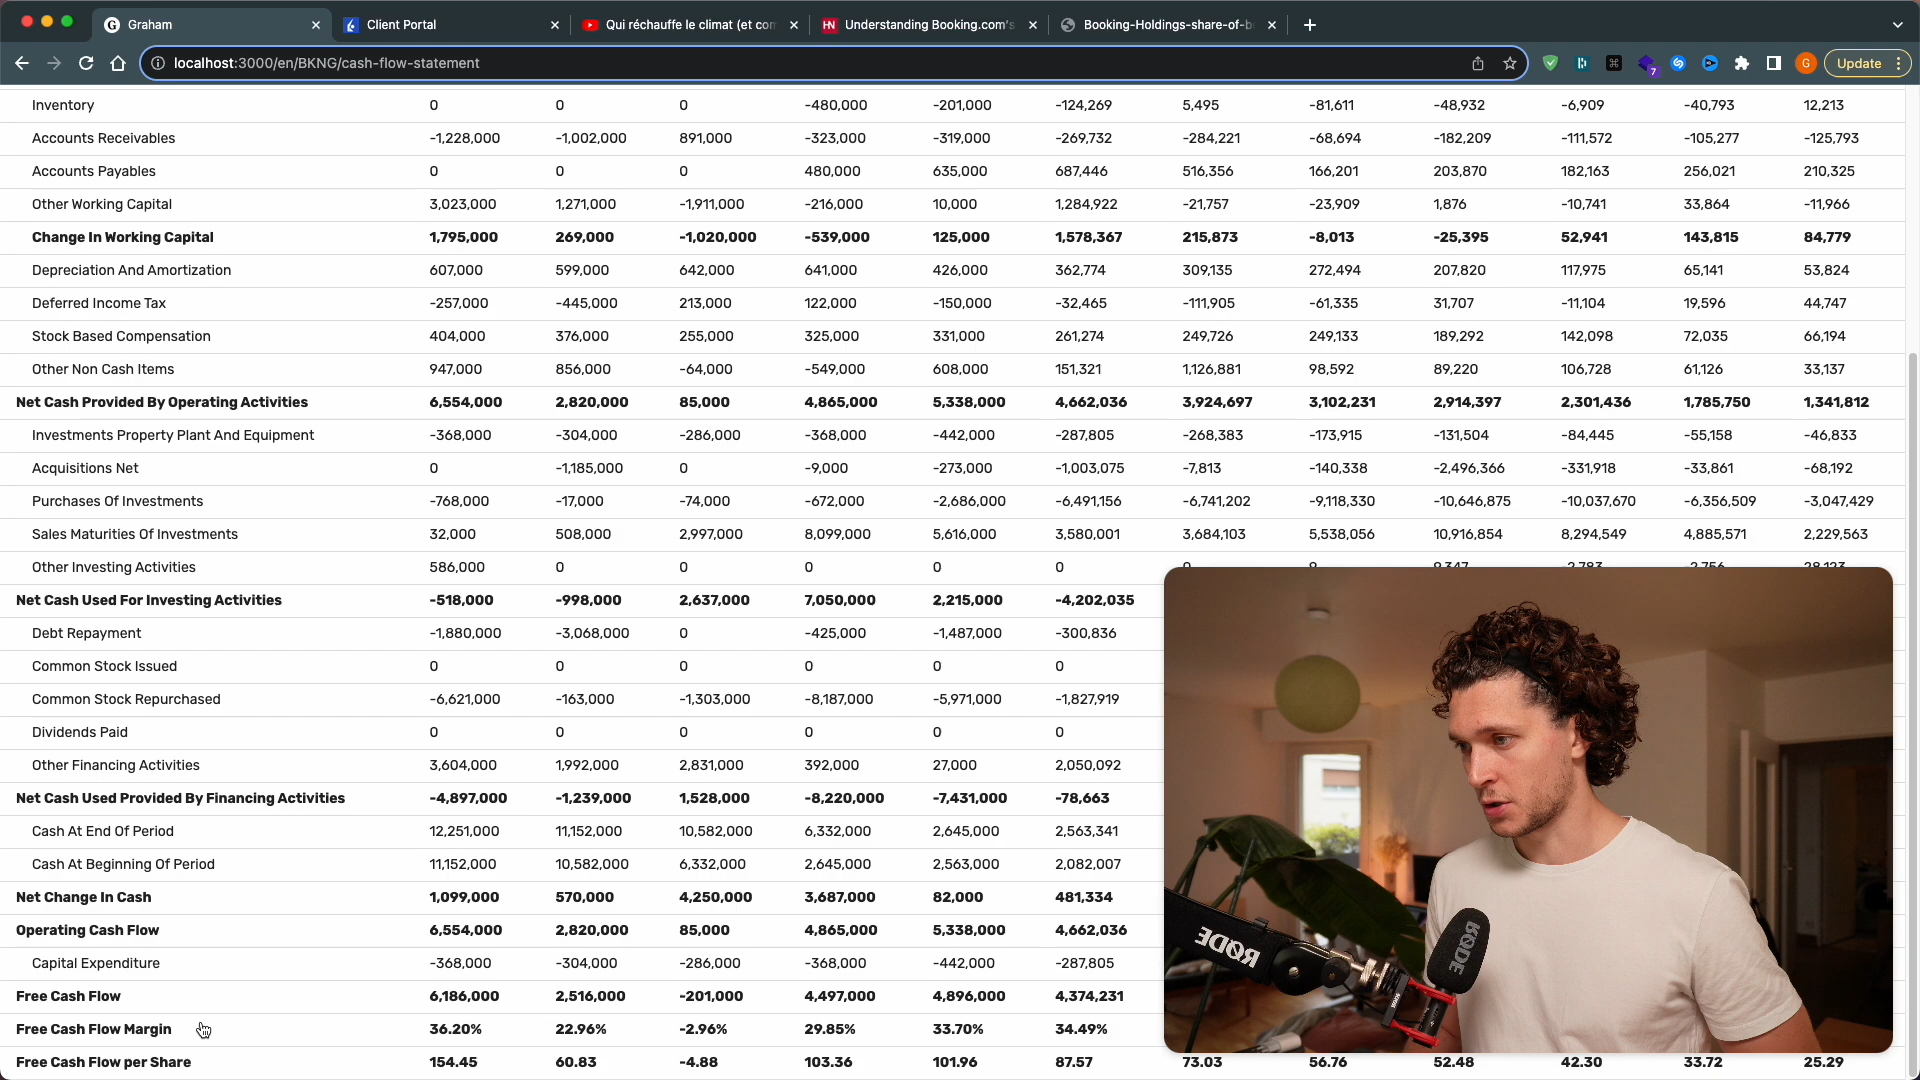 Graham
Client Portal
Qui réchauffe le climat (et con
HN Understanding Booking.com's
Booking-Holdings-share-of-b
localhost:3000/en/BKNG/cash-flow-statement
7
G
Update
Inventory 0 0 0 -480,000 -201,000 -124,269 5,495 -81,611 -48,932 -6,909 -40,793 12,213
Accounts Receivables -1,228,000 -1,002,000 891,000 -323,000 -319,000 -269,732 -284,221 -68,694 -182,209 -111,572 -105,277 -125,793
Accounts Payables 0 0 0 480,000 635,000 687,446 516,356 166,201 203,870 182,163 256,021 210,325
Other Working Capital 3,023,000 1,271,000 -1,911,000 -216,000 10,000 1,284,922 -21,757 -23,909 1,876 -10,741 33,864 -11,966
Change In Working Capital 1,795,000 269,000 -1,020,000 -539,000 125,000 1,578,367 215,873 -8,013 -25,395 52,941 143,815 84,779
Depreciation And Amortization 607,000 599,000 642,000 641,000 426,000 362,774 309,135 272,494 207,820 117,975 65,141 53,824
Deferred Income Tax -257,000 -445,000 213,000 122,000 -150,000 -32,465 -111,905 -61,335 31,707 -11,104 19,596 44,747
Stock Based Compensation 404,000 376,000 255,000 325,000 331,000 261,274 249,726 249,133 189,292 142,098 72,035 66,194
Other Non Cash Items 947,000 856,000 -64,000 -549,000 608,000 151,321 1,126,881 98,592 89,220 106,728 61,126 33,137
Net Cash Provided By Operating Activities 6,554,000 2,820,000 85,000 4,865,000 5,338,000 4,662,036 3,924,697 3,102,231 2,914,397 2,301,436 1,785,750 1,341,812
Investments Property Plant And Equipment -368,000 -304,000 -286,000 -368,000 -442,000 -287,805 -268,383 -173,915 -131,504 -84,445 -55,158 -46,833
Acquisitions Net 0 -1,185,000 0 -9,000 -273,000 -1,003,075 -7,813 -140,338 -2,496,366 -331,918 -33,861 -68,192
Purchases Of Investments -768,000 -17,000 -74,000 -672,000 -2,686,000 -6,491,156 -6,741,202 -9,118,330 -10,646,875 -10,037,670 -6,356,509 -3,047,429
Sales Maturities Of Investments 32,000 508,000 2,997,000 8,099,000 5,616,000 3,580,001 3,684,103 5,538,056 10,916,854 8,294,549 4,885,571 2,229,563
Other Investing Activities 586,000 0 0 0 0 0
Net Cash Used For Investing Activities -518,000 -998,000 2,637,000 7,050,000 2,215,000 -4,202,035
Debt Repayment -1,880,000 -3,068,000 0 -425,000 -1,487,000 -300,836
Common Stock Issued 0 0 0 0 0 0
Common Stock Repurchased -6,621,000 -163,000 -1,303,000 -8,187,000 -5,971,000 -1,827,919
Dividends Paid 0 0 0 0 0 0
Other Financing Activities 3,604,000 1,992,000 2,831,000 392,000 27,000 2,050,092
Net Cash Used Provided By Financing Activities -4,897,000 -1,239,000 1,528,000 -8,220,000 -7,431,000 -78,663
Cash At End Of Period 12,251,000 11,152,000 10,582,000 6,332,000 2,645,000 2,563,341
Cash At Beginning Of Period 11,152,000 10,582,000 6,332,000 2,645,000 2,563,000 2,082,007
Net Change In Cash 1,099,000 570,000 4,250,000 3,687,000 82,000 481,334
Operating Cash Flow 6,554,000 2,820,000 85,000 4,865,000 5,338,000 4,662,036
Capital Expenditure -368,000 -304,000 -286,000 -368,000 -442,000 -287,805
Free Cash Flow 6,186,000 2,516,000 -201,000 4,497,000 4,896,000 4,374,231
Free Cash Flow Margin 36.20% 22.96% -2.96% 29.85% 33.70% 34.49%
Free Cash Flow per Share 154.45 60.83 -4.88 103.36 101.96 87.57 73.03 56.76 52.48 42.30 33.72 25.29
RØDE
RØDE